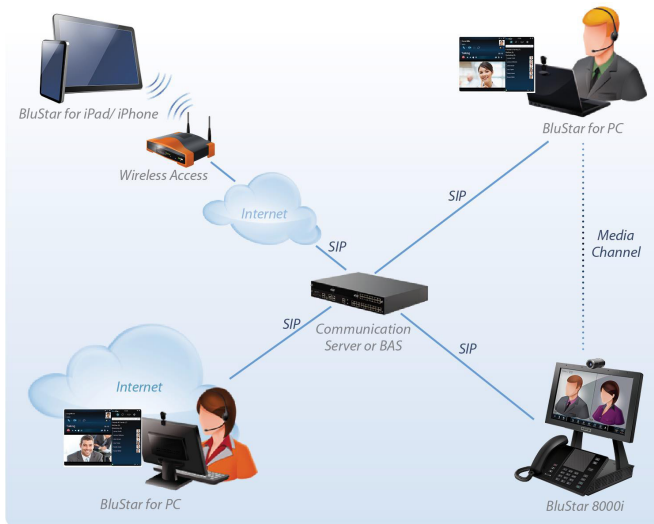 BluStar for iPad/ iPhone
BluStar for PC
Wireless Access
Internet
SIP
SIP
Media
Channel
SIP
Communication
Server or BAS
SIP
Internet
BluStar for PC
BluStar 8000i